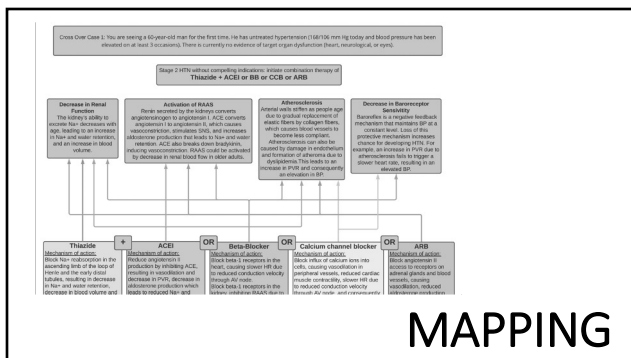 Cross Over Case 1: You are seeing a 60-year-old man for the first time. He has untreated hypertension (168/106 mm Hg today and blood pressure has been
elevated on at least 3 occasions). There is currently no evidence of target organ dysfunction (heart, neurological, or eyes).
Stage 2 HTN without compelling indications: initiate combination therapy of
Thiazide + ACEI or BB or CCB or ARB
Decrease in Renal
Function
The kidney's ability to
excrete Na+ decreases with
age, leading to an increase
in Na+ and water retention,
and an increase in blood
volume.
Activation of RAAS
Renin secreted by the kidneys converts
angiotensinogen to angiotensin I. ACE converts
angiotensin I to angiotensin II, which causes
vasoconstriction, stimulates SNS, and increases
aldosterone production that leads to Na+ and water
retention. ACE also breaks down bradykinin,
inducing vasoconstriction. RAAS could be activated
by decrease in renal blood flow in older adults.
Atherosclerosis
Arterial walls stiffen as people age
due to gradual replacement of
elastic fibers by collagen fibers,
which causes blood vessels to
become less compliant.
Atherosclerosis can also be
caused by damage in endothelium
and formation of atheroma due to
dyslipidemia. This leads to an
increase in PVR and consequently
an elevation in BP.
Decrease in Baroreceptor
Sensitivity
Baroreflex is a negative feedback
mechanism that maintains BP at a
constant level. Loss of this
protective mechanism increases
chance for developing HTN. For
example, an increase in PVR due to
atherosclerosis fails to trigger a
slower heart rate, resulting in an
elevated BP.
Thiazide
Mechanism of action:
Block Na+ reabsorption in the
ascending limb of the loop of
Henle and the early distal
tubules, resulting in decrease
in Na+ and water retention,
decrease in blood volume and
+
ACEI
Mechanism of action:
Reduce angiotensin II
production by inhibiting ACE,
resulting in vasodilation and
decrease in PVR, decrease in
aldosterone production which
leads to reduced Na+ and
OR
Beta-Blocker
Mechanism of action:
Block beta 1 receptors in the
heart, causing slower HR due
to reduced conduction velocity
through AV node.
Block beta-1 receptors in the
kidney, inhibiting RAAS due to
OR
Calcium channel blocker
Mechanism of action:
Block influx of calcium ions into
cells, causing vasodilation in
peripheral vessels, reduced cardiac
muscle contractility, slower HR due
to reduced conduction velocity
through AV node, and consequently
OR
ARB
Mechanism of action:
Block angiotensin II
access to receptors on
adrenal glands and blood
vessels, causing
vasodilation, reduced
aldosterone production
MAPPING